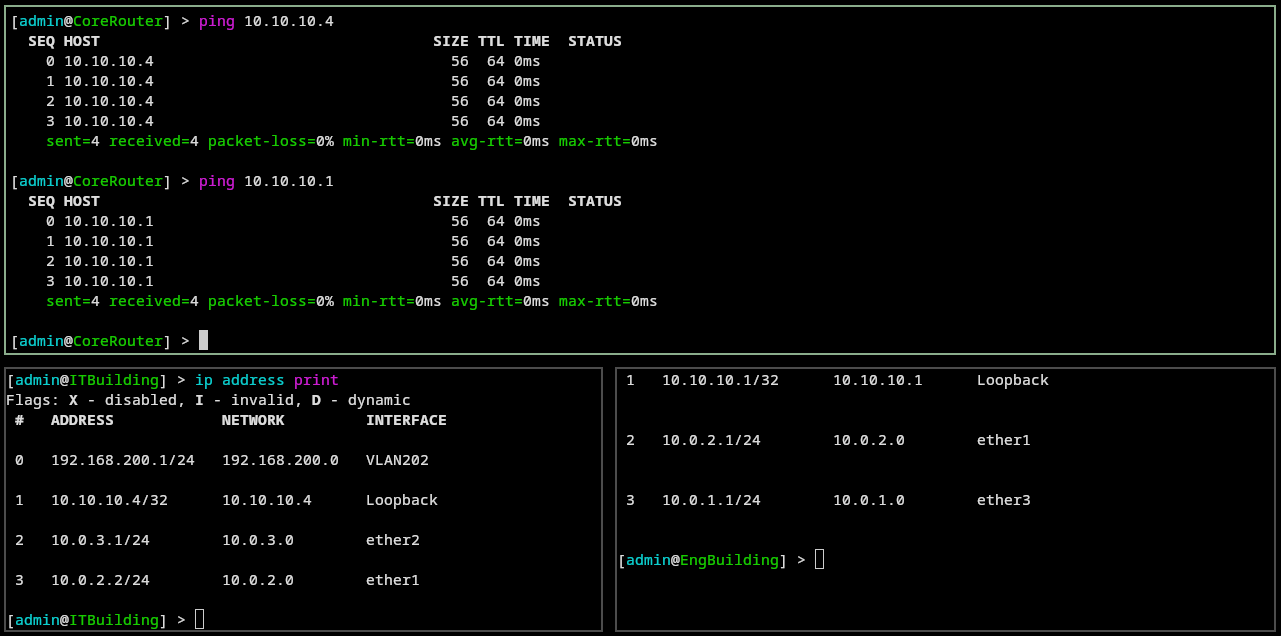 [admin@CoreRouter] > ping 10.10.10.4
SEQ HOST SIZE TTL TIME STATUS
0 10.10.10.4 56 64 0ms
1 10.10.10.4 56 64 0ms
2 10.10.10.4 56 64 0ms
3 10.10.10.4 56 64 0ms
sent=4 received=4 packet-loss=0% min-rtt=0ms avg-rtt=0ms max-rtt=0ms
[admin@CoreRouter] > ping 10.10.10.1
SEQ HOST SIZE TTL TIME STATUS
0 10.10.10.1 56 64 0ms
1 10.10.10.1 56 64 0ms
2 10.10.10.1 56 64 0ms
3 10.10.10.1 56 64 0ms
sent=4 received=4 packet-loss=0% min-rtt=0ms avg-rtt=0ms max-rtt=0ms
[admin@CoreRouter] >
[admin@ITBuilding] > ip address print
Flags: X - disabled, I - invalid, D - dynamic
# ADDRESS NETWORK INTERFACE
0 192.168.200.1/24 192.168.200.0 VLAN202
1 10.10.10.4/32 10.10.10.4 Loopback
2 10.0.3.1/24 10.0.3.0 ether2
3 10.0.2.2/24 10.0.2.0 ether1
[admin@ITBuilding] >
1 10.10.10.1/32 10.10.10.1 Loopback
2 10.0.2.1/24 10.0.2.0 ether1
3 10.0.1.1/24 10.0.1.0 ether3
[admin@EngBuilding] >